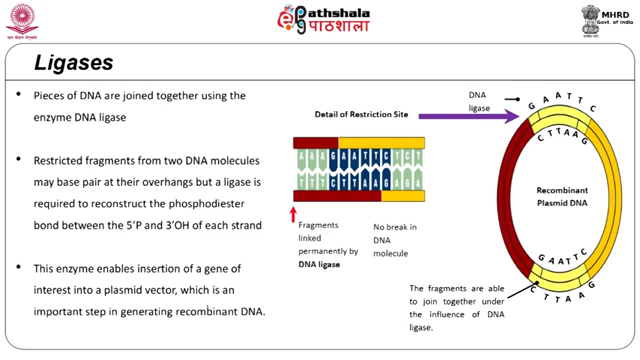 Pathshala
पाठशाला
MHRD
Govt. of India
Ligases
• Pieces of DNA are joined together using the
enzyme DNA ligase
• Restricted fragments from two DNA molecules
may base pair at their overhangs but a ligase is
required to reconstruct the phosphodiester
bond between the 5’P and 3’OH of each strand
• This enzyme enables insertion of a gene of
interest into a plasmid vector, which is an
important step in generating recombinant DNA.
Detail of Restriction Site
A A G G A A T T C T C T
T T C C T T A A G A G A
Fragments
linked
permanently by
DNA ligase
No break in
DNA
molecule
DNA
ligase
G A A T T C
C T T A A G
Recombinant
Plasmid DNA
G A A T T C
C T T A A G
The fragments are able
to join together under
the influence of DNA
ligase.